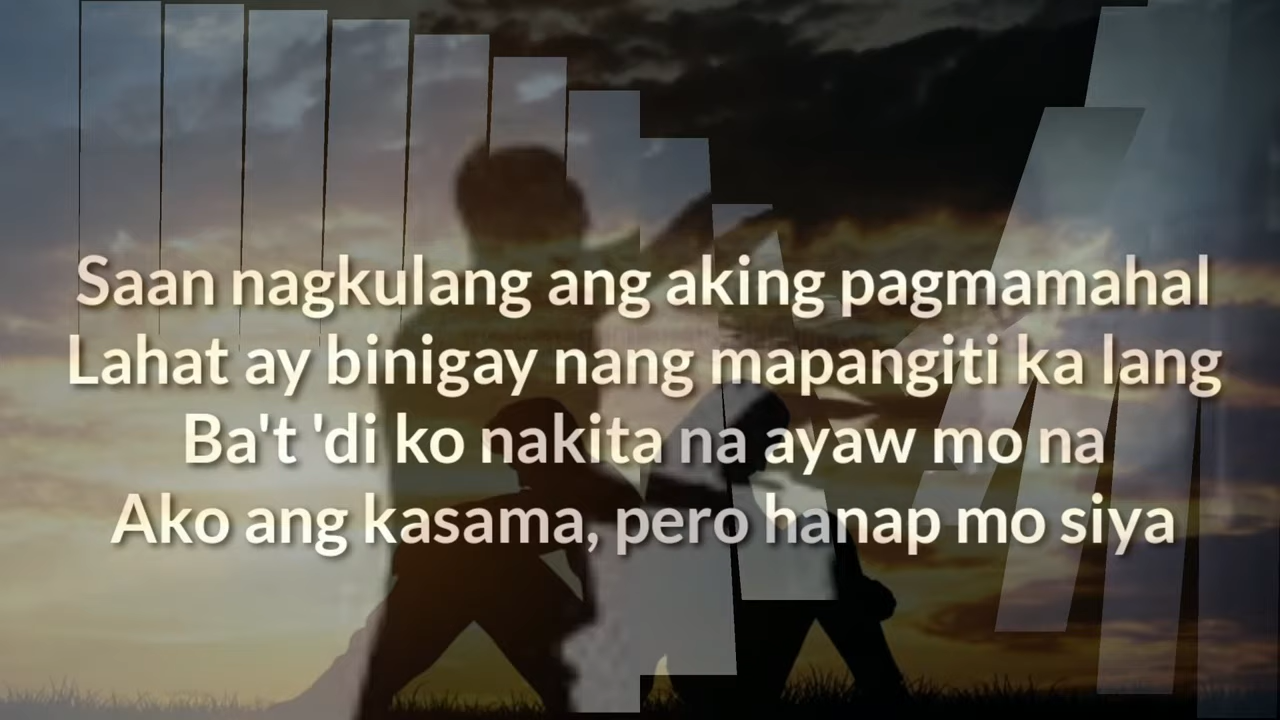 Saan nagkulang ang aking pagmamahal
Lahat ay binigay nang mapangiti ka lang
Ba't 'di ko nakita na ayaw mo na
Ako ang kasama, pero hanap mo siya